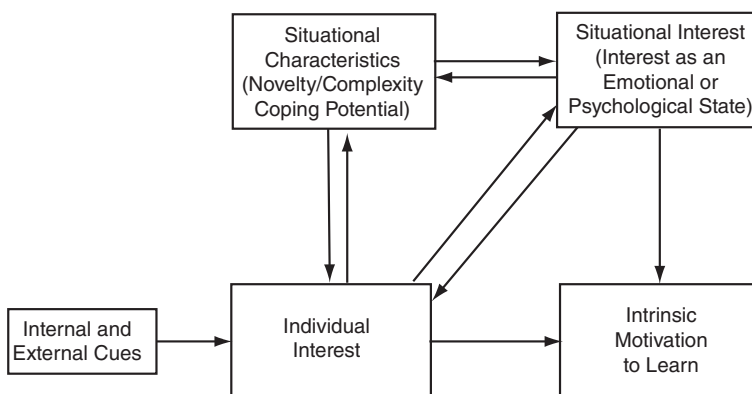 Situational
Characteristics
(Novelty/Complexity
Coping Potential)
Situational Interest
(Interest as an
Emotional or
Psychological State)
Internal and
External Cues
Individual
Interest
Intrinsic
Motivation
to Learn